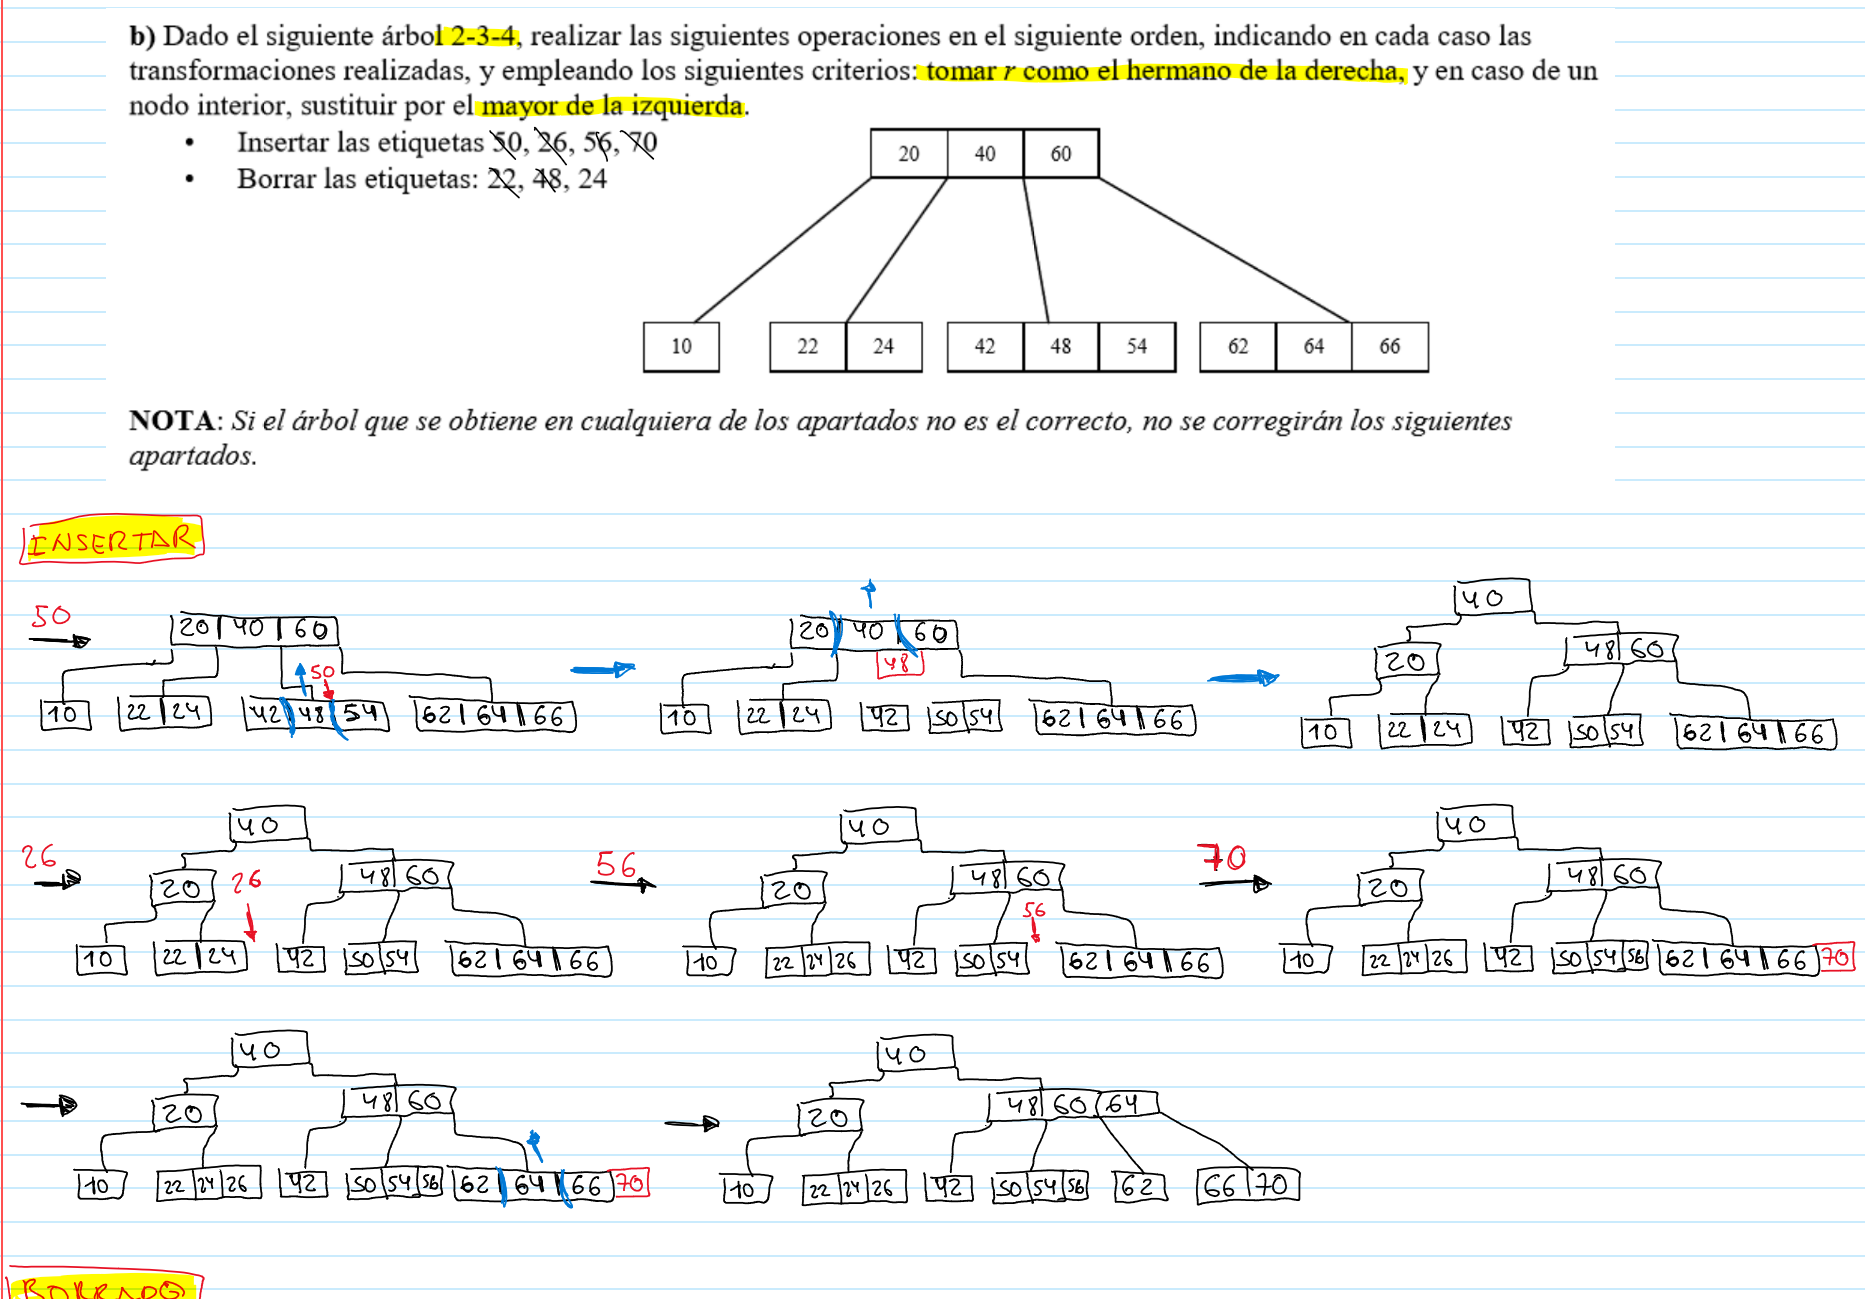 b) Dado el siguiente árbol 2-3-4, realizar las siguientes operaciones en el siguiente orden, indicando en cada caso las
transformaciones realizadas, y empleando los siguientes criterios: tomar r como el hermano de la derecha, y en caso de un
nodo interior, sustituir por el mayor de la izquierda.
• Insertar las etiquetas 50, 26, 56, 70
• Borrar las etiquetas: 22, 48, 24
20 40 60
10 22 24 42 48 54 62 64 66
NOTA: Si el árbol que se obtiene en cualquiera de los apartados no es el correcto, no se corregirán los siguientes
apartados.
INSERTAR
50
20 40 60
50
10 22 24 42 48 54 62 64 66
20 40 60
48
10 22 24 42 50 54 62 64 66
40
20 48 60
10 22 24 42 50 54 62 64 66
26
40
20 26 48 60
10 22 24 42 50 54 62 64 66
56
40
20 48 60
56
10 22 24 26 42 50 54 62 64 66
70
40
20 48 60
10 22 24 26 42 50 54 56 62 64 66 70
40
20 48 60
10 22 24 26 42 50 54 56 62 64 66 70
40
20 48 60 64
10 22 24 26 42 50 54 56 62 66 70
BORRADO